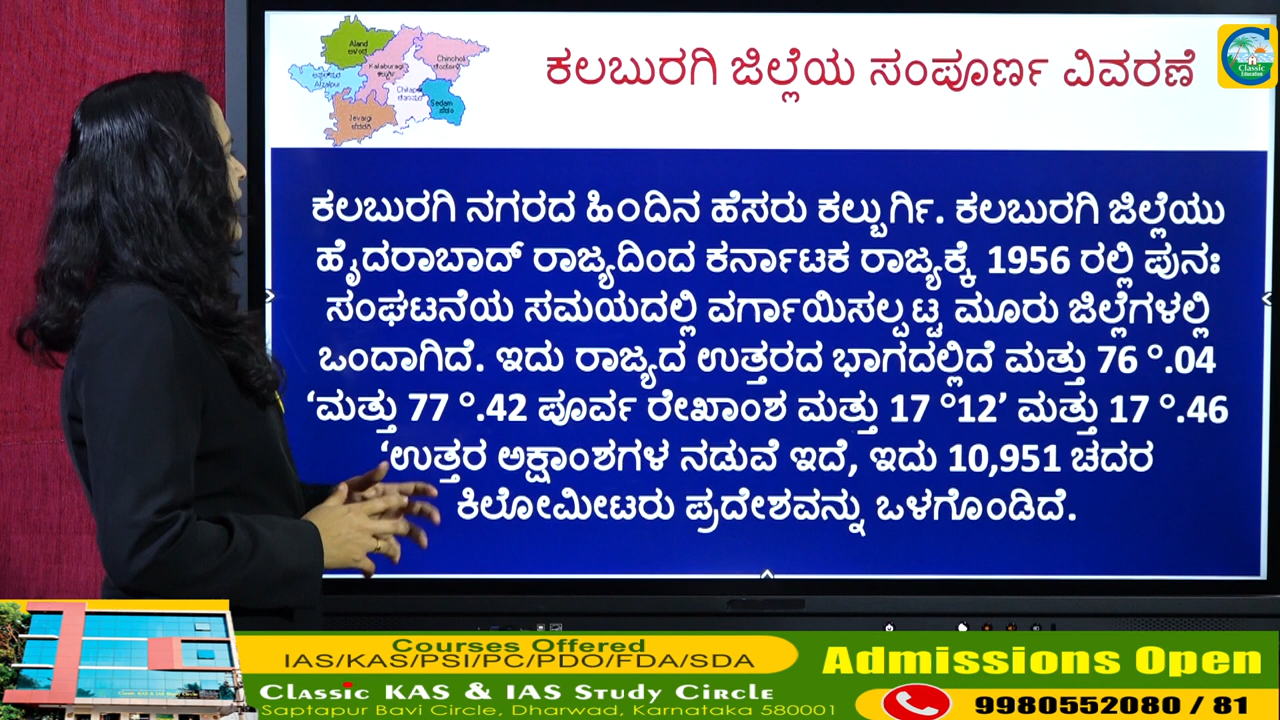 ಕಲಬುರಗಿ ಜಿಲ್ಲೆಯ ಸಂಪೂರ್ಣ ವಿವರಣೆ
Aland
Kalaburagi
Chincholi
Afzalpur
Chitapur
Sedam
Jevargi
Classic
Education
ಕಲಬುರಗಿ ನಗರದ ಹಿಂದಿನ ಹೆಸರು ಕಲ್ಬುರ್ಗಿ. ಕಲಬುರಗಿ ಜಿಲ್ಲೆಯು
ಹೈದರಾಬಾದ್ ರಾಜ್ಯದಿಂದ ಕರ್ನಾಟಕ ರಾಜ್ಯಕ್ಕೆ 1956 ರಲ್ಲಿ ಪುನಃ
ಸಂಘಟನೆಯ ಸಮಯದಲ್ಲಿ ವರ್ಗಾಯಿಸಲ್ಪಟ್ಟ ಮೂರು ಜಿಲ್ಲೆಗಳಲ್ಲಿ
ಒಂದಾಗಿದೆ. ಇದು ರಾಜ್ಯದ ಉತ್ತರದ ಭಾಗದಲ್ಲಿದೆ ಮತ್ತು 76 °.04
‘ಮತ್ತು 77 °.42 ಪೂರ್ವ ರೇಖಾಂಶ ಮತ್ತು 17 °12’ ಮತ್ತು 17 °.46
‘ಉತ್ತರ ಅಕ್ಷಾಂಶಗಳ ನಡುವೆ ಇದೆ, ಇದು 10,951 ಚದರ
ಕಿಲೋಮೀಟರು ಪ್ರದೇಶವನ್ನು ಒಳಗೊಂಡಿದೆ.
Courses Offered
IAS/KAS/PSI/PC/PDO/FDA/SDA
Classic KAS & IAS Study Circle
Saptapur Bavi Circle, Dharwad, Karnataka 580001
Admissions Open
9980552080 / 81